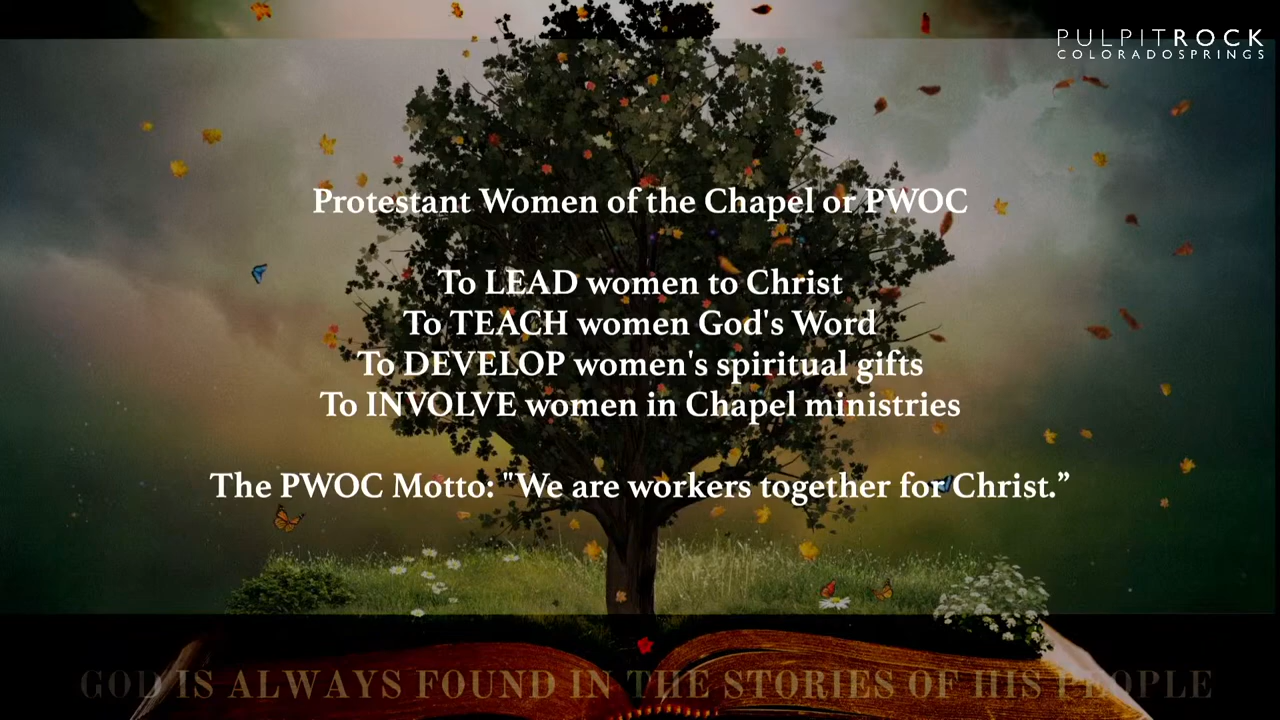 PULPITROCK
COLORADOSPRINGS
Protestant Women of the Chapel or PWOC
To LEAD women to Christ
To TEACH women God's Word
To DEVELOP women's spiritual gifts
To INVOLVE women in Chapel ministries
The PWOC Motto: "We are workers together for Christ.”
GOD IS ALWAYS FOUND IN THE STORIES OF HIS PEOPLE